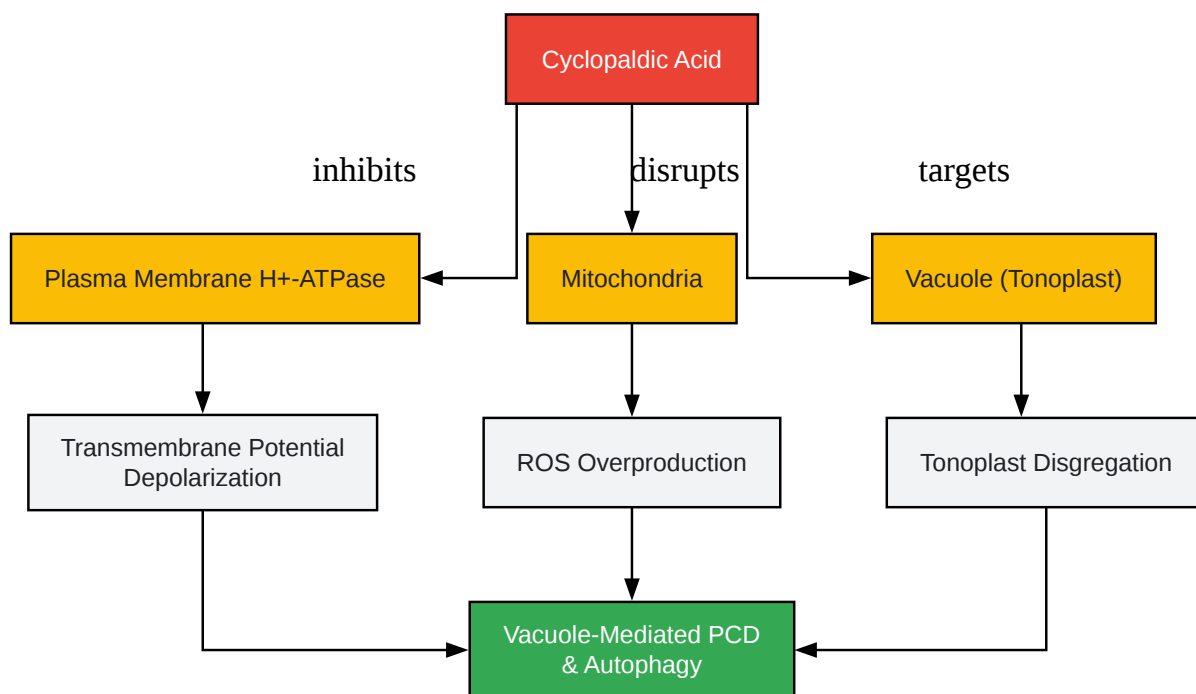 Cyclopaldic Acid
inhibits
disrupts
targets
Plasma Membrane H+-ATPase
Mitochondria
Vacuole (Tonoplast)
Transmembrane Potential
Depolarization
ROS Overproduction
Tonoplast Disgregation
Vacuole-Mediated PCD
& Autophagy